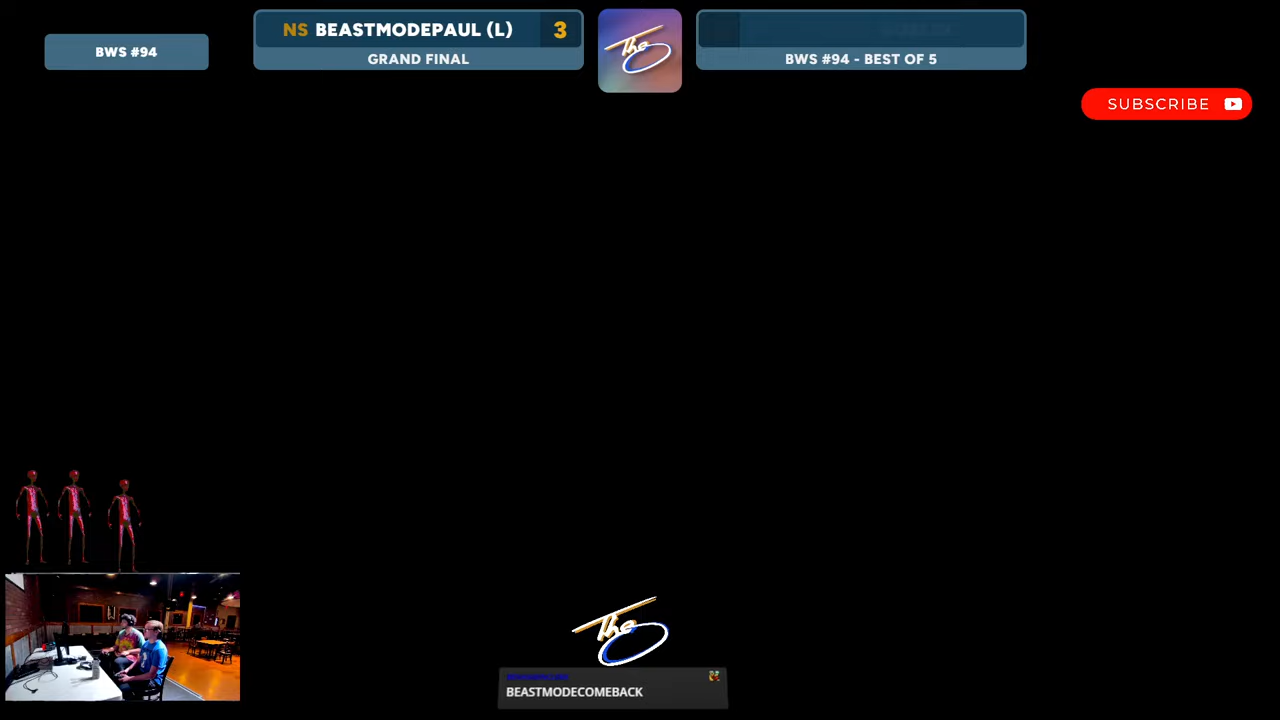 BWS #94
NS BEASTMODEPAUL (L) 3
GRAND FINAL
The
BWS #94 - BEST OF 5
SUBSCRIBE
The
BEASTMODECOMEBACK